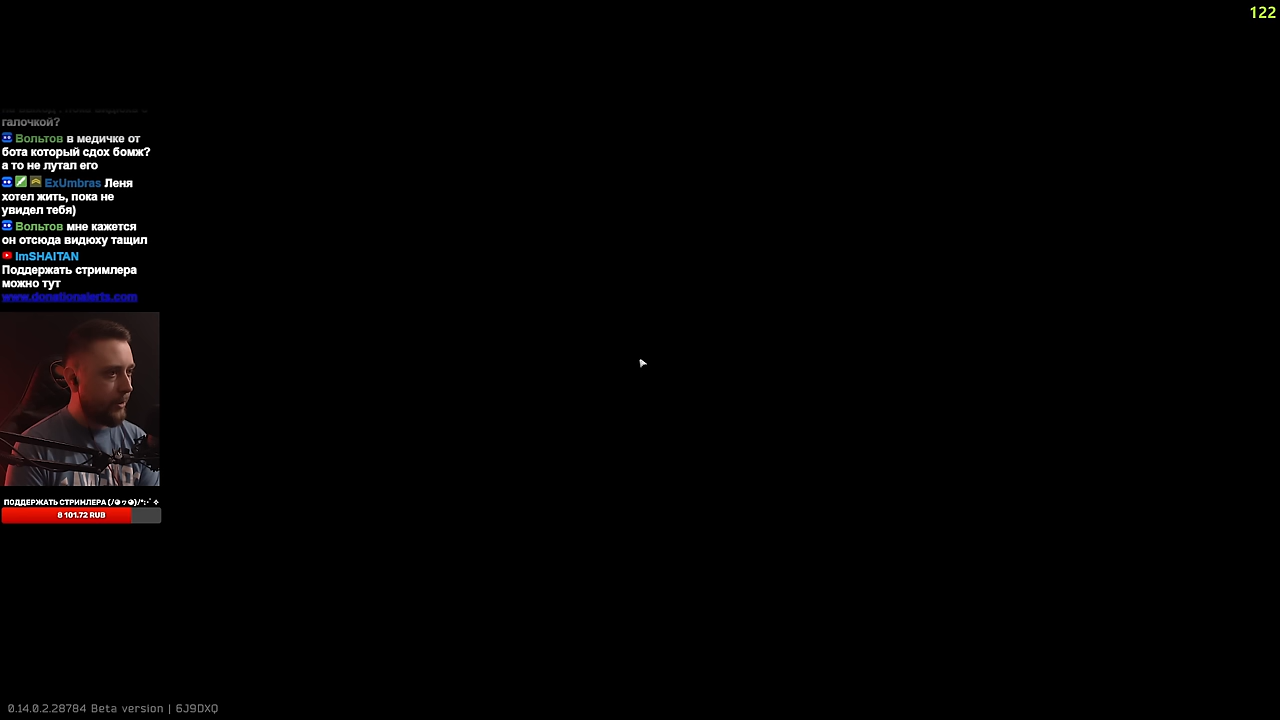 122
галочкой?
Вольтов в медичке от
бота который сдох бомж?
а то не лутал его
ExUmbras Леня
хотел жить, пока не
увидел тебя)
Вольтов мне кажется
он отсюда видюху тащил
ImSHAITAN
Поддержать стримлера
можно тут
www.donationalerts.com
ПОДДЕРЖАТЬ СТРИМЛЕРА
8 101.72 RUB
0.14.0.2.28784 Beta version | 6J9DXQ